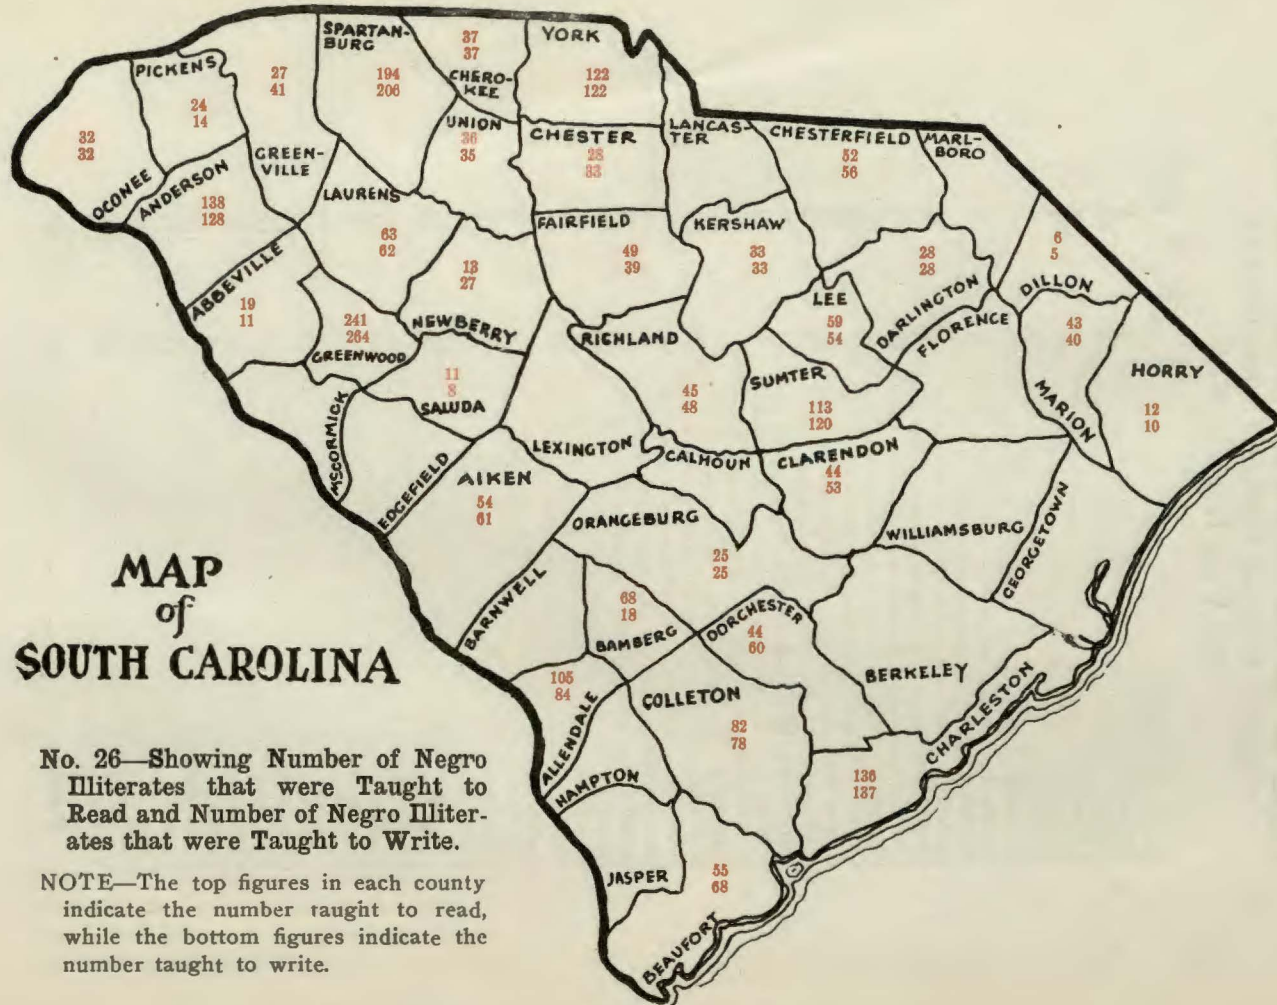 SPARTAN-
BURG
194
206
37
37
CHERO-
KEE
YORK
122
122
PICKENS
24
14
27
41
GREEN-
VILLE
32
32
OCONEE
ANDERSON
138
128
UNION
36
35
CHESTER
28
33
LANCAS-
TER
CHESTERFIELD
52
56
MARL-
BORO
LAURENS
63
62
FAIRFIELD
49
39
KERSHAW
33
33
28
28
DARLINGTON
6
5
DILLON
ABBEVILLE
19
11
13
27
NEWBERRY
241
264
GREENWOOD
RICHLAND
45
48
LEE
59
54
FLORENCE
43
40
MARION
HORRY
12
10
11
8
SALUDA
SUMTER
113
120
MSCORMICK
EDGEFIELD
LEXINGTON
CALHOUN
CLARENDON
44
53
AIKEN
54
61
ORANGEBURG
25
25
WILLIAMSBURG
GEORGETOWN
BARNWELL
68
18
BAMBERG
DORCHESTER
44
60
BERKELEY
105
84
ALLENDALE
COLLETON
82
78
CHARLESTON
136
137
HAMPTON
JASPER
55
68
BEAUFORT
MAP
of
SOUTH CAROLINA
No. 26—Showing Number of Negro
Illiterates that were Taught to
Read and Number of Negro Illiter-
ates that were Taught to Write.
NOTE—The top figures in each county
indicate the number taught to read,
while the bottom figures indicate the
number taught to write.